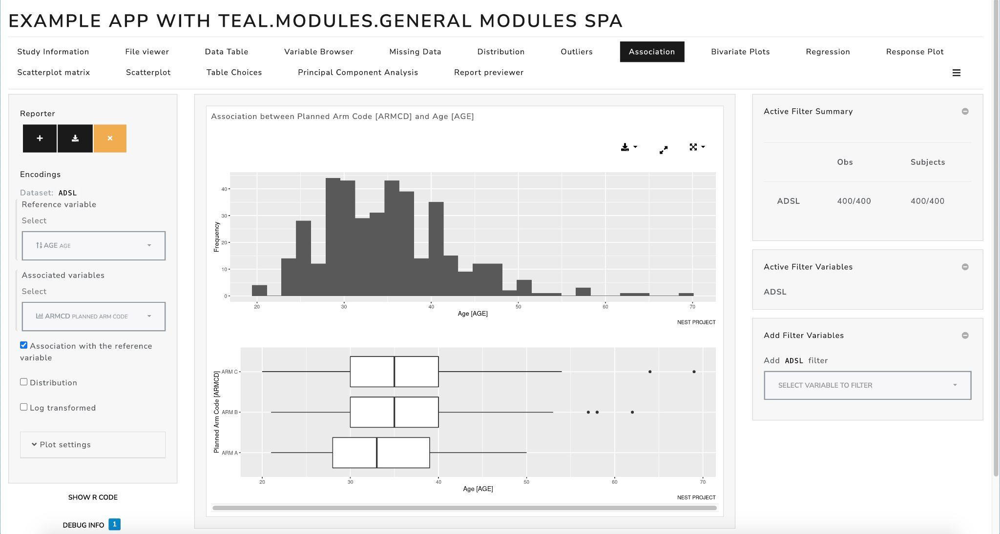 EXAMPLE APP WITH TEAL.MODULES.GENERAL MODULES SPA
Study Information File viewer Data Table Variable Browser Missing Data Distribution Outliers Association Bivariate Plots Regression Response Plot
Scatterplot matrix Scatterplot Table Choices Principal Component Analysis Report previewer
Reporter
Encodings
Dataset: ADSL
Reference variable
Select
AGE AGE
Associated variables
Select
ARMCD PLANNED ARM CODE
Association with the reference
variable
Distribution
Log transformed
Plot settings
SHOW R CODE
DEBUG INFO 1
Association between Planned Arm Code [ARMCD] and Age [AGE]
Frequency
40
30
20
10
0
20 30 40 50 60 70
Age [AGE]
NEST PROJECT
Planned Arm Code [ARMCD]
ARM C
ARM B
ARM A
20 30 40 50 60 70
Age [AGE]
NEST PROJECT
Active Filter Summary
Obs Subjects
ADSL 400/400 400/400
Active Filter Variables
ADSL
Add Filter Variables
Add ADSL filter
SELECT VARIABLE TO FILTER